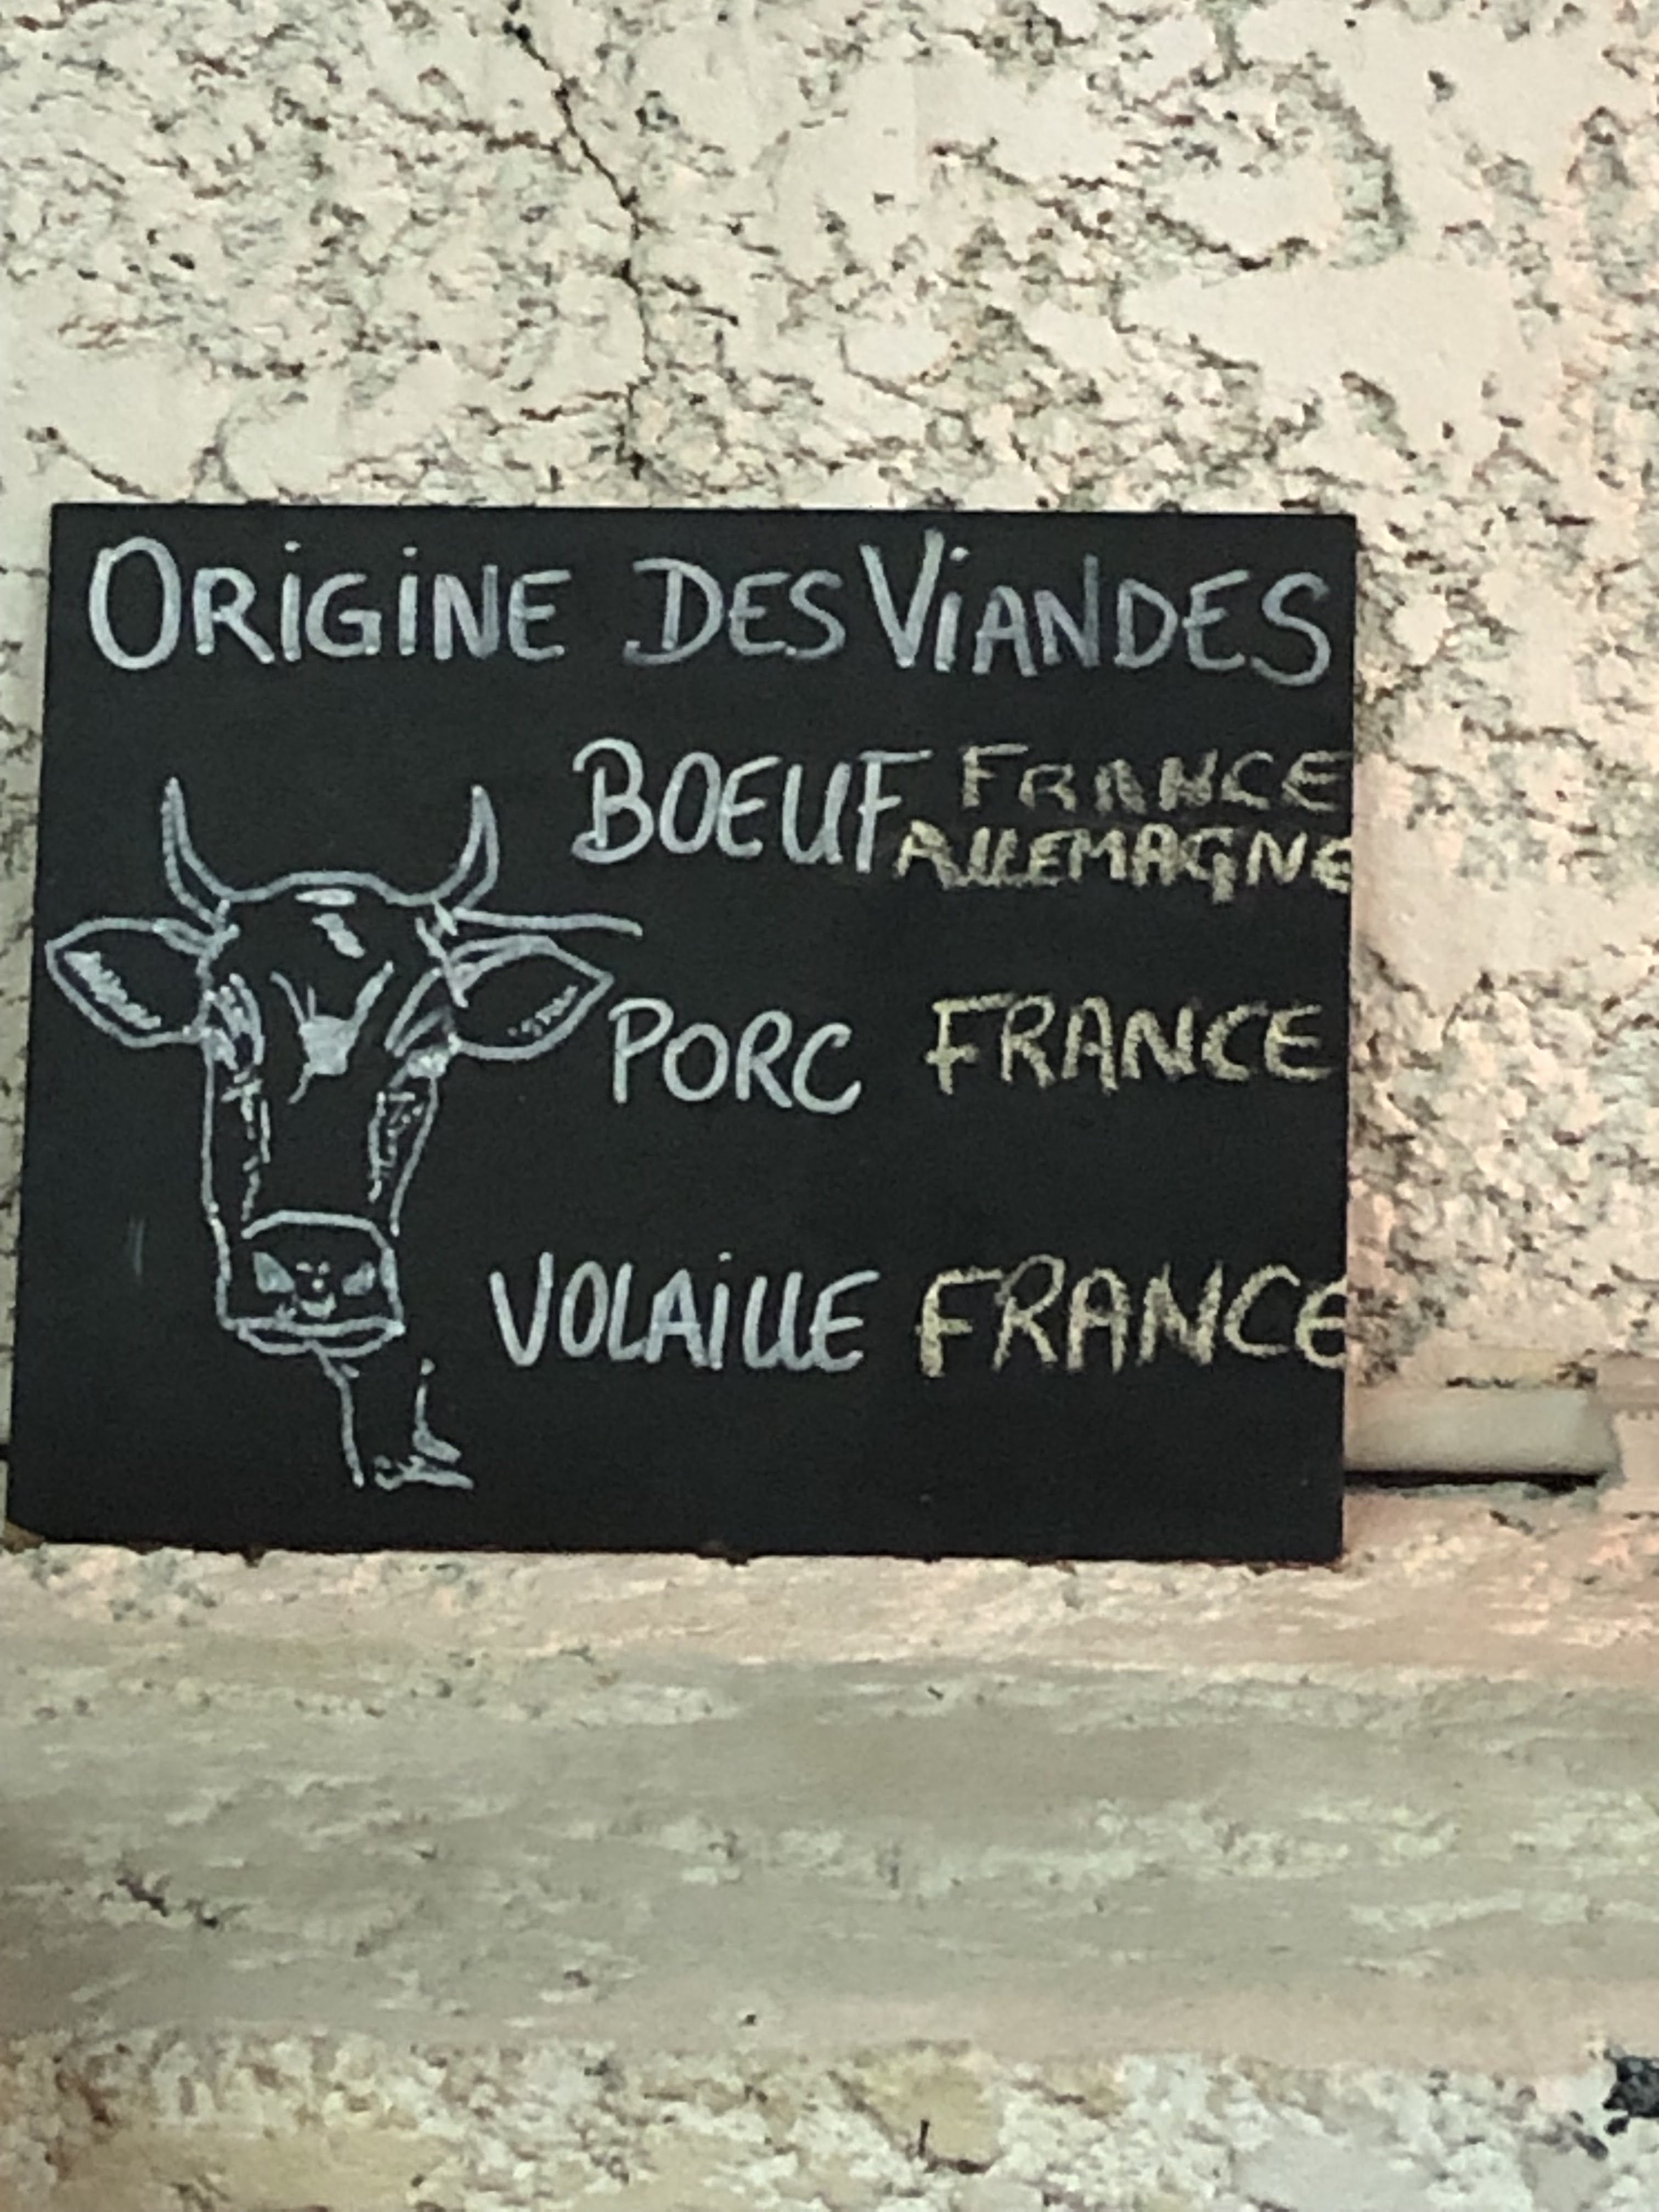 ORIGINE DES VIANDES
BOEUF FRANCE
ALLEMAGNE
PORC FRANCE
VOLAILLE FRANCE